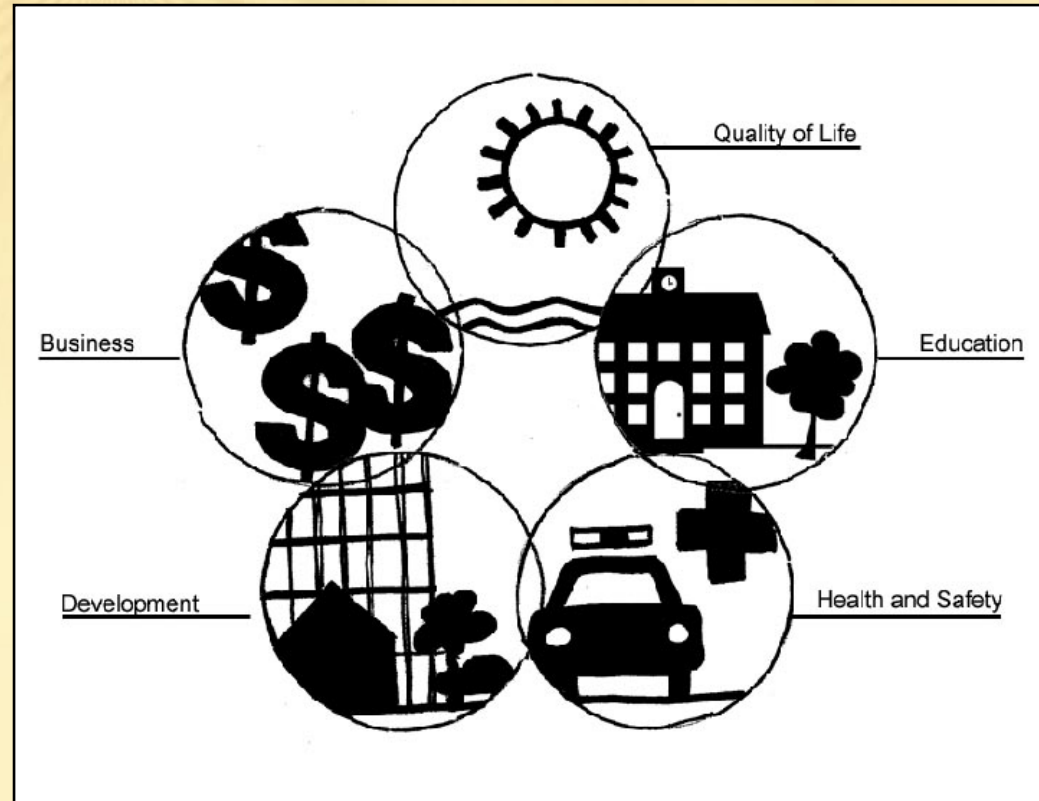 Quality of Life
Business
Education
Development
Health and Safety